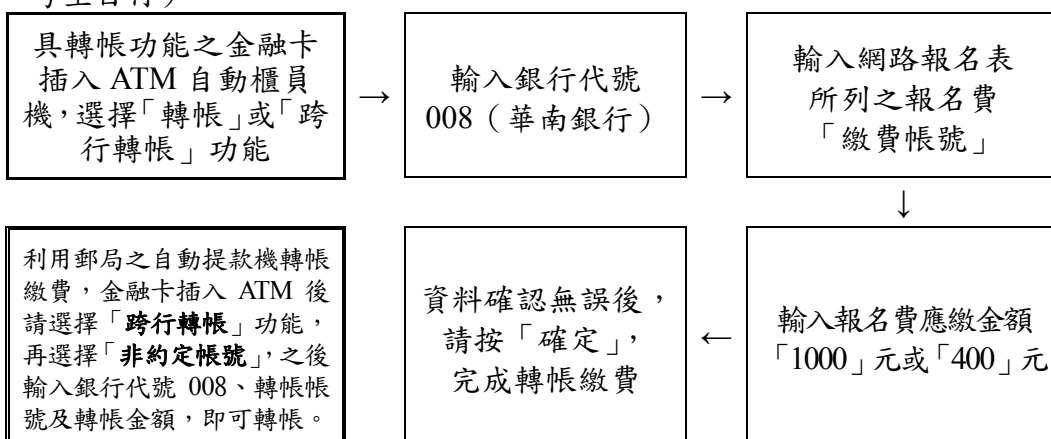 具轉帳功能之金融卡
插入 ATM 自動櫃員
機,選擇「轉帳」或「跨
行轉帳」功能
→
輸入銀行代號
008（華南銀行）
→
輸入網路報名表
所列之報名費
「繳費帳號」
↓
輸入報名費應繳金額
「1000」元或「400」元
←
資料確認無誤後，
請按「確定」，
完成轉帳繳費
利用郵局之自動提款機轉帳
繳費，金融卡插入 ATM 後
請選擇「跨行轉帳」功能，
再選擇「非約定帳號」，之後
輸入銀行代號 008、轉帳帳
號及轉帳金額，即可轉帳。